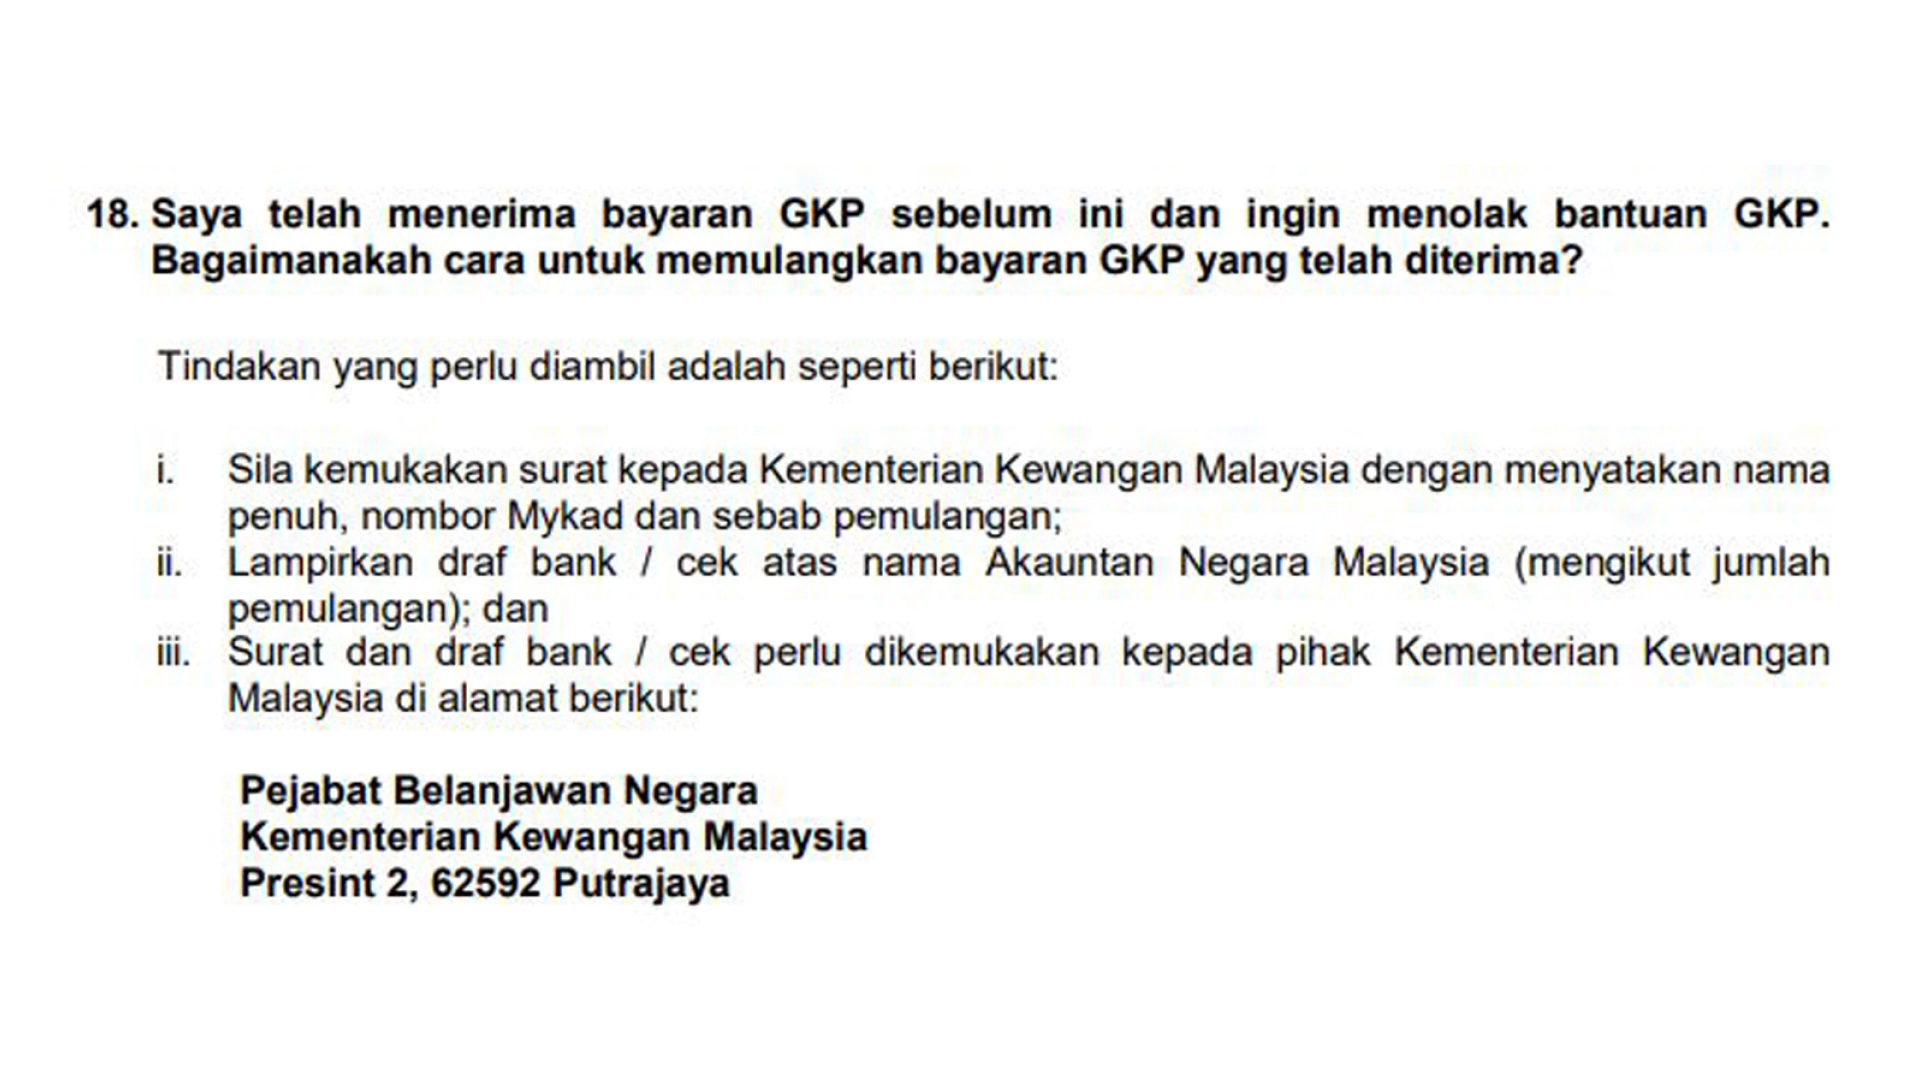 18. Saya telah menerima bayaran GKP sebelum ini dan ingin menolak bantuan GKP.
Bagaimanakah cara untuk memulangkan bayaran GKP yang telah diterima?
Tindakan yang perlu diambil adalah seperti berikut:
i. Sila kemukakan surat kepada Kementerian Kewangan Malaysia dengan menyatakan nama
penuh, nombor Mykad dan sebab pemulangan;
ii. Lampirkan draf bank / cek atas nama Akauntan Negara Malaysia (mengikut jumlah
pemulangan); dan
iii. Surat dan draf bank / cek perlu dikemukakan kepada pihak Kementerian Kewangan
Malaysia di alamat berikut:
Pejabat Belanjawan Negara
Kementerian Kewangan Malaysia
Presint 2, 62592 Putrajaya